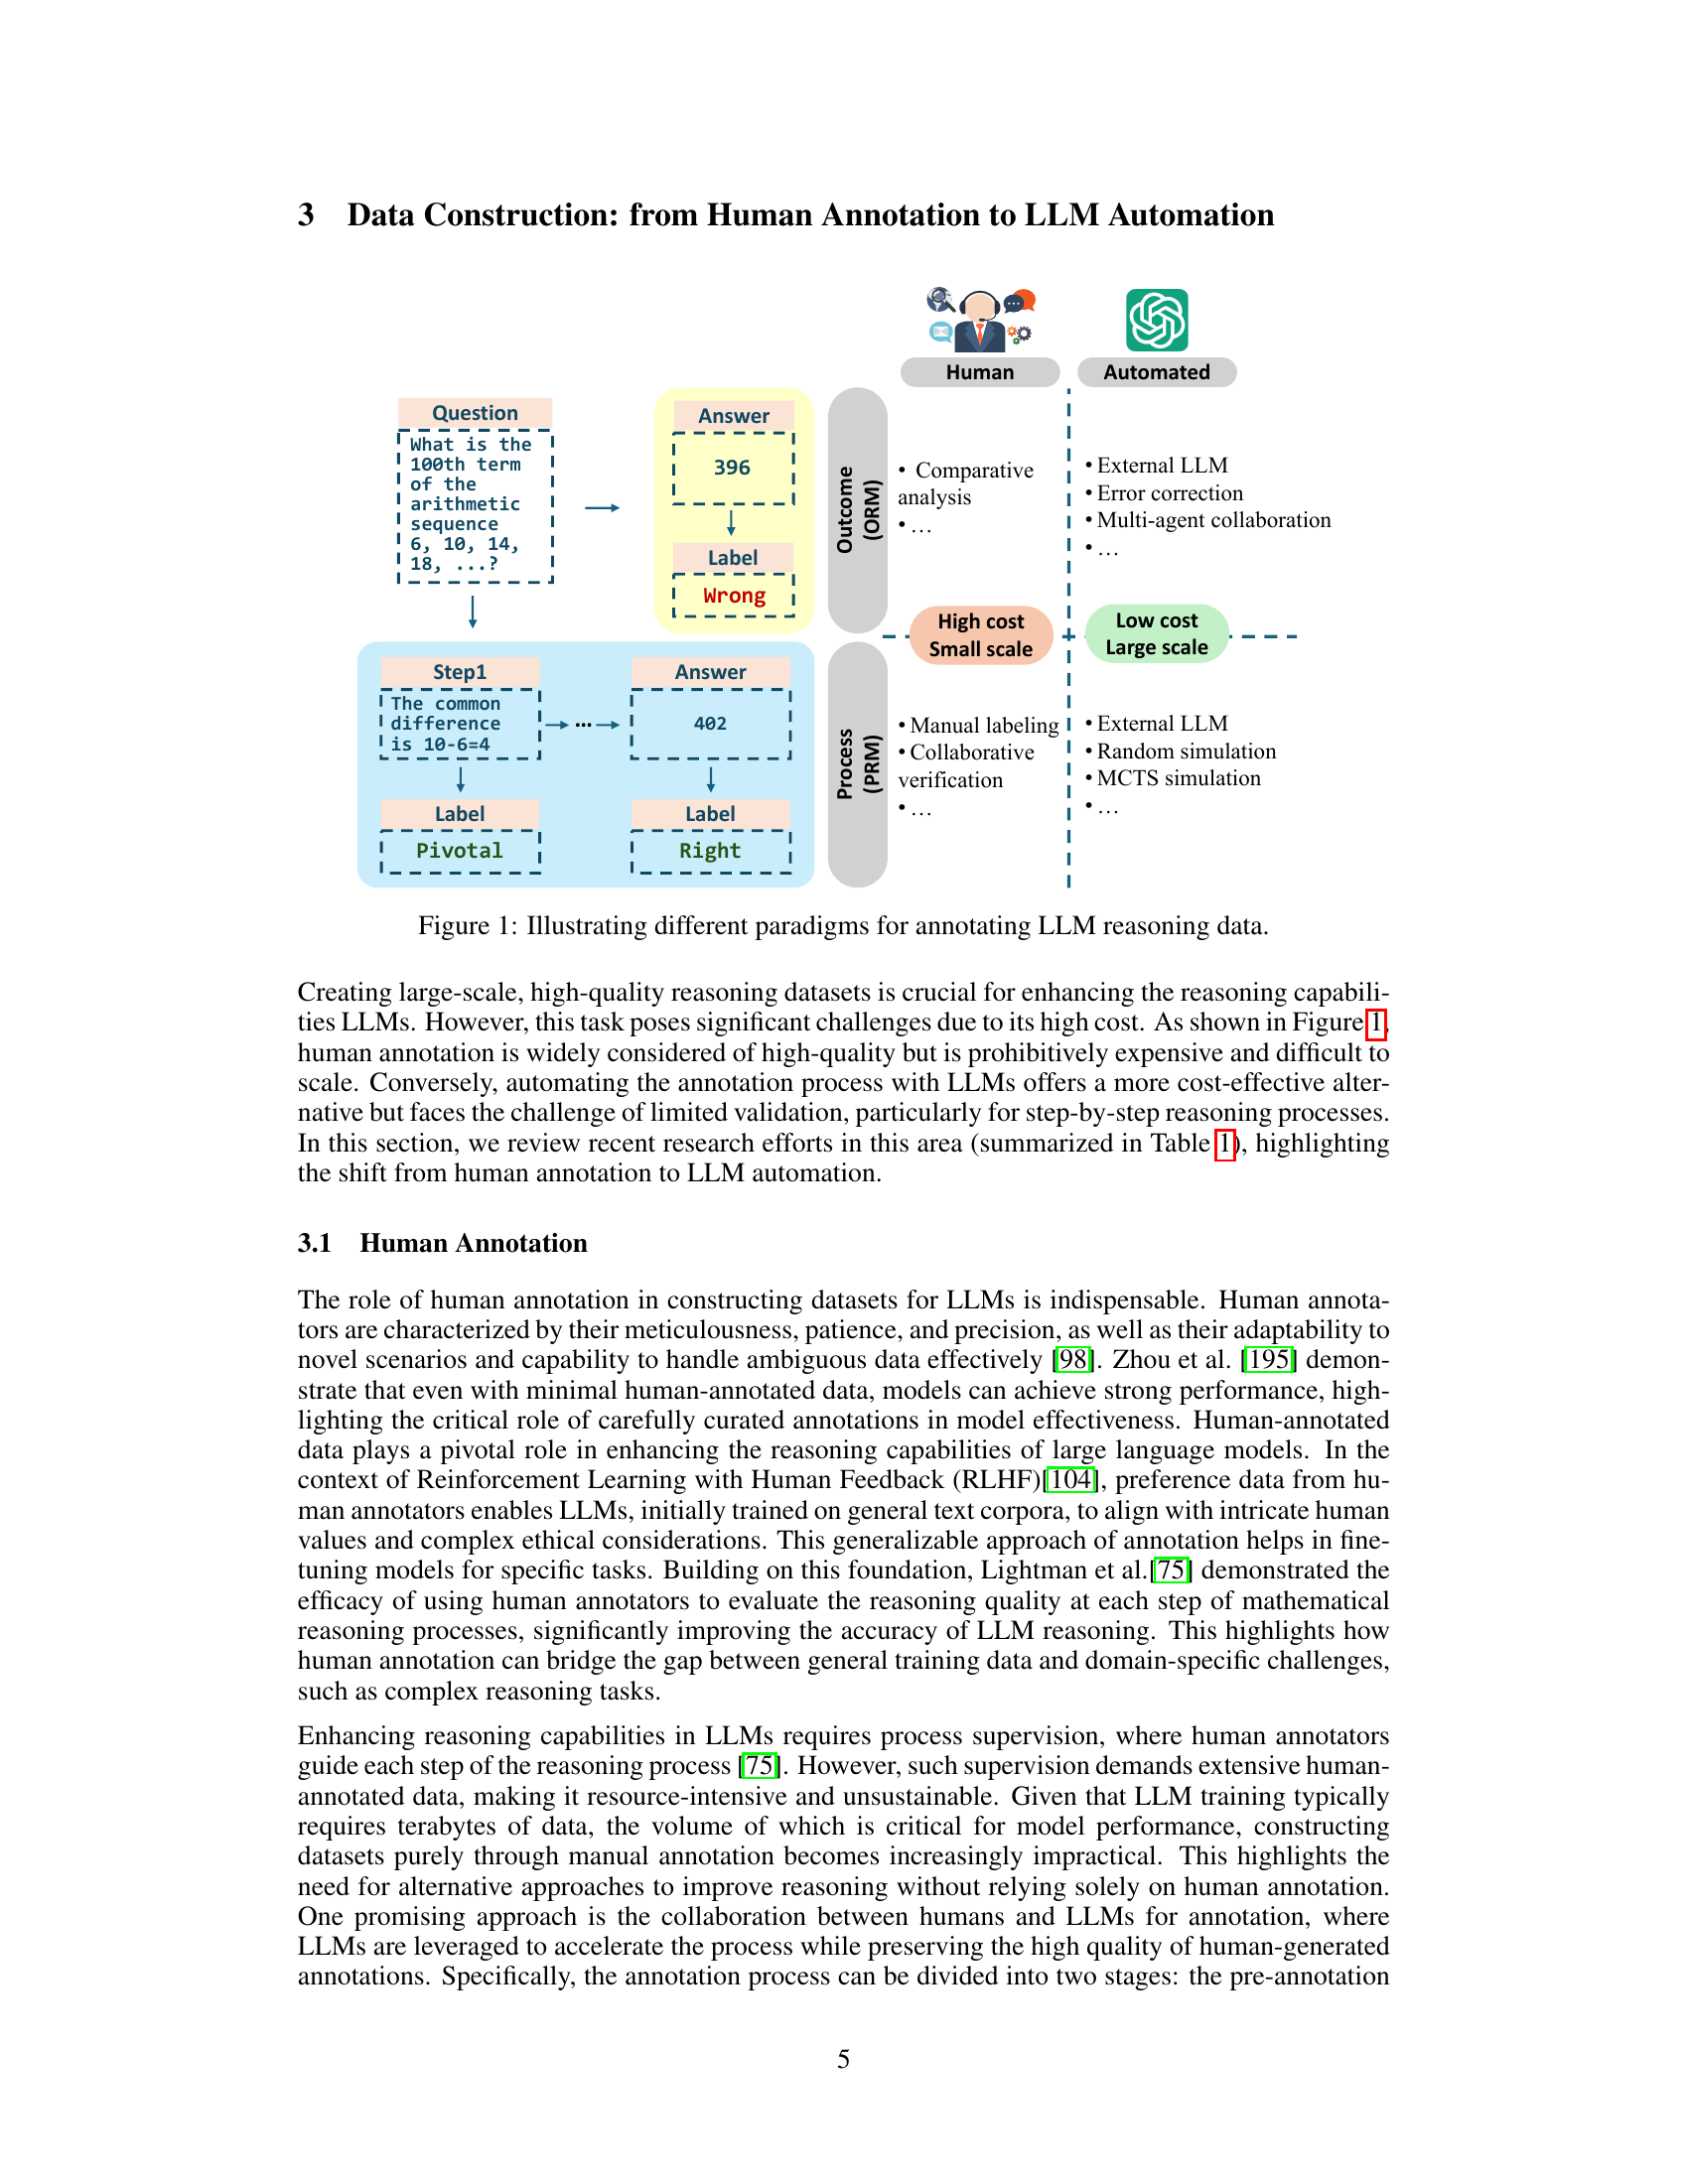 3 Data Construction: from Human Annotation to LLM Automation
Human
Automated
Question
What is the
100th term
of the
arithmetic
sequence
6, 10, 14,
18, ...?
Answer
396
Label
Wrong
Outcome
(ORM)
• Comparative
analysis
• …
• External LLM
• Error correction
• Multi-agent collaboration
• …
High cost
Small scale
Low cost
Large scale
Step1
The common
difference
is 10-6=4
...
Answer
402
Label
Pivotal
Label
Right
Process
(PRM)
• Manual labeling
• Collaborative
verification
• …
• External LLM
• Random simulation
• MCTS simulation
• …
Figure 1: Illustrating different paradigms for annotating LLM reasoning data.
Creating large-scale, high-quality reasoning datasets is crucial for enhancing the reasoning capabili-
ties LLMs. However, this task poses significant challenges due to its high cost. As shown in Figure 1,
human annotation is widely considered of high-quality but is prohibitively expensive and difficult to
scale. Conversely, automating the annotation process with LLMs offers a more cost-effective alter-
native but faces the challenge of limited validation, particularly for step-by-step reasoning processes.
In this section, we review recent research efforts in this area (summarized in Table 1), highlighting
the shift from human annotation to LLM automation.
3.1 Human Annotation
The role of human annotation in constructing datasets for LLMs is indispensable. Human annota-
tors are characterized by their meticulousness, patience, and precision, as well as their adaptability to
novel scenarios and capability to handle ambiguous data effectively [98]. Zhou et al. [195] demon-
strate that even with minimal human-annotated data, models can achieve strong performance, high-
lighting the critical role of carefully curated annotations in model effectiveness. Human-annotated
data plays a pivotal role in enhancing the reasoning capabilities of large language models. In the
context of Reinforcement Learning with Human Feedback (RLHF)[104], preference data from hu-
man annotators enables LLMs, initially trained on general text corpora, to align with intricate human
values and complex ethical considerations. This generalizable approach of annotation helps in fine-
tuning models for specific tasks. Building on this foundation, Lightman et al.[75] demonstrated the
efficacy of using human annotators to evaluate the reasoning quality at each step of mathematical
reasoning processes, significantly improving the accuracy of LLM reasoning. This highlights how
human annotation can bridge the gap between general training data and domain-specific challenges,
such as complex reasoning tasks.
Enhancing reasoning capabilities in LLMs requires process supervision, where human annotators
guide each step of the reasoning process [75]. However, such supervision demands extensive human-
annotated data, making it resource-intensive and unsustainable. Given that LLM training typically
requires terabytes of data, the volume of which is critical for model performance, constructing
datasets purely through manual annotation becomes increasingly impractical. This highlights the
need for alternative approaches to improve reasoning without relying solely on human annotation.
One promising approach is the collaboration between humans and LLMs for annotation, where
LLMs are leveraged to accelerate the process while preserving the high quality of human-generated
annotations. Specifically, the annotation process can be divided into two stages: the pre-annotation
5